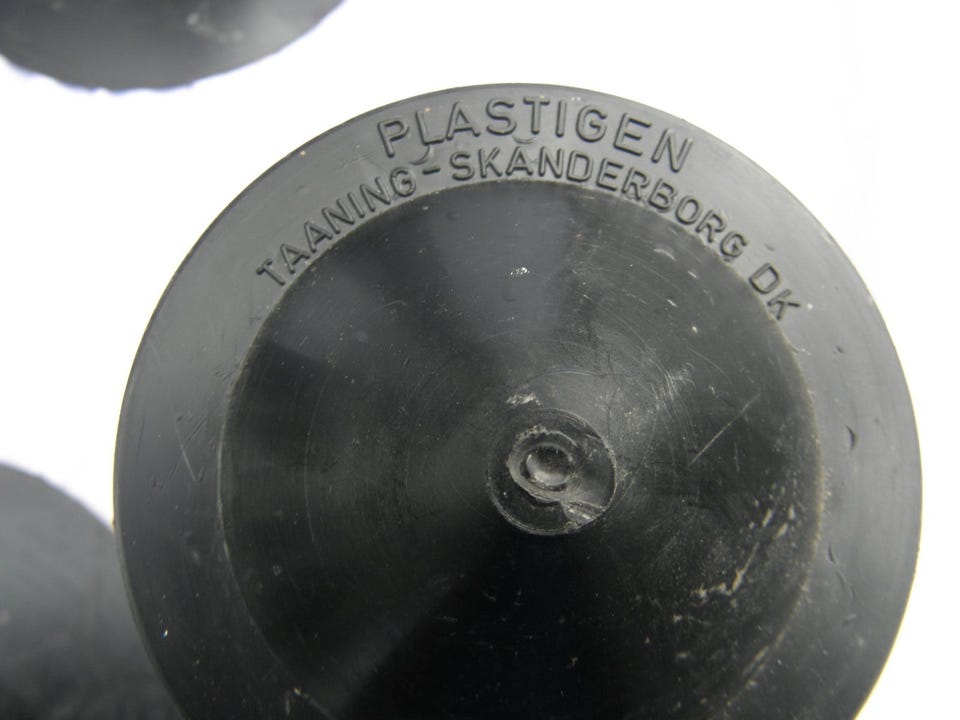 PLASTIGEN
TAANING-SKANDERBORG DK